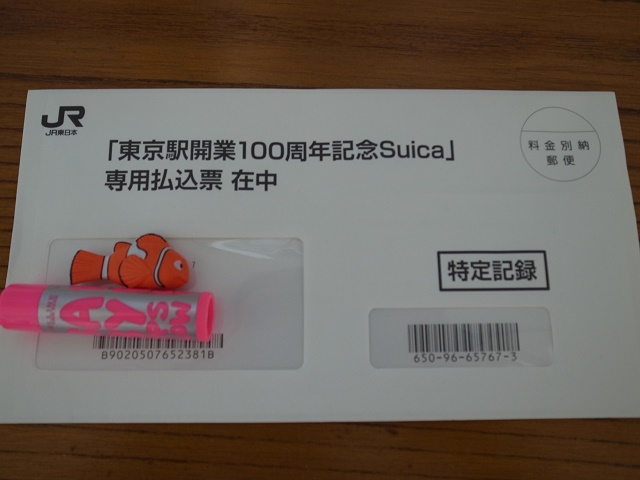 JR
JR東日本
「東京駅開業100周年記念Suica」
専用払込票 在中
料金別納
郵便
特定記録
B9020507652381B
650-96-65767-3